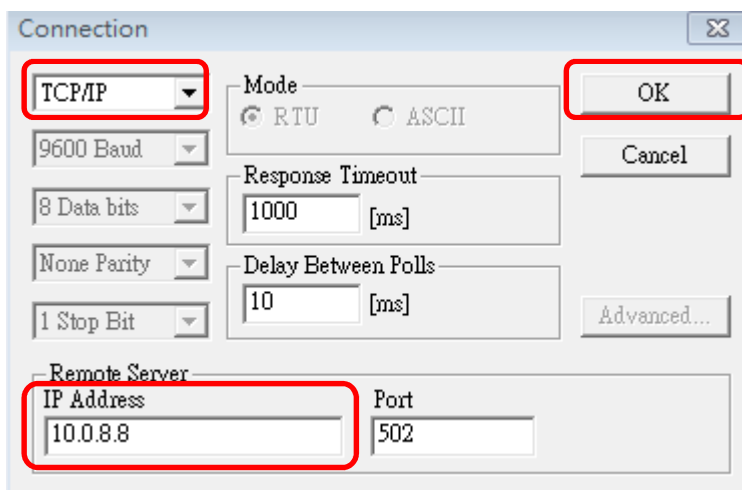 Connection
TCP/IP
9600 Baud
8 Data bits
None Parity
1 Stop Bit
Mode
RTU
ASCII
Response Timeout
1000 [ms]
Delay Between Polls
10 [ms]
OK
Cancel
Advanced...
Remote Server
IP Address
10.0.8.8
Port
502